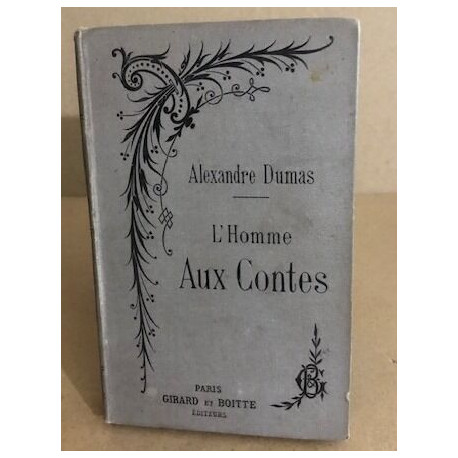 Alexandre Dumas
L'Homme
Aux Contes
PARIS
GIRARD ET BOITTE
ÉDITEURS